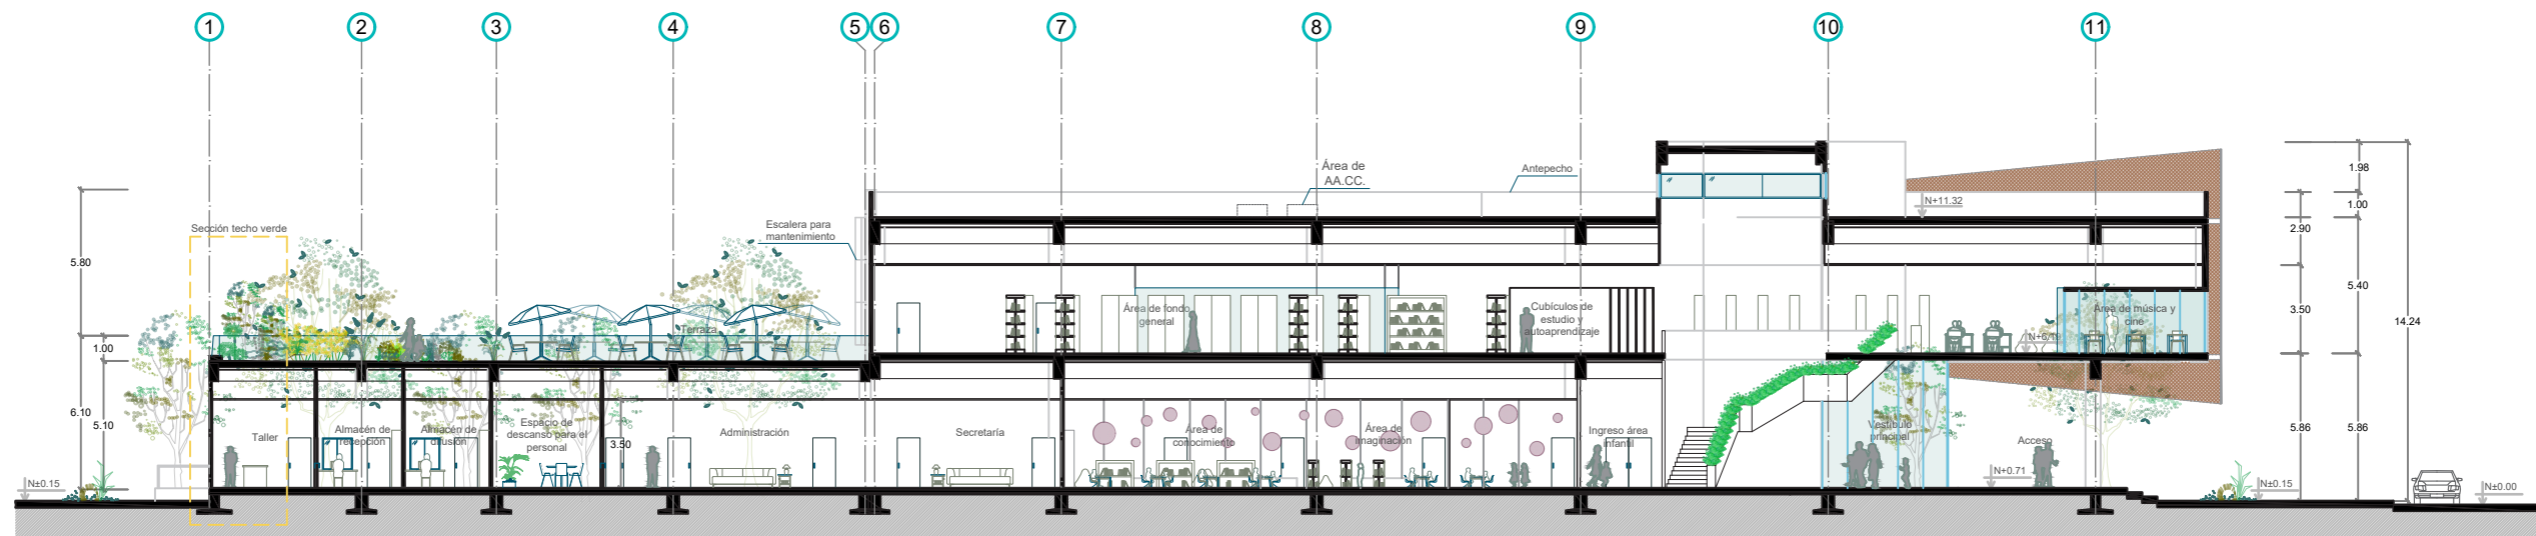 1 2 3 4 5 6 7 8 9 10 11
Área de
AA.CC.
Antepecho
1.98
N+11.32
1.00
Sección techo verde
Escalera para
mantenimiento
2.90
5.80
5.40
Área de fondo
general
Cubículos de
estudio y
autoaprendizaje
Área de música y
cine
3.50
14.24
Terraza
1.00
6.10
5.10
Taller
Almacén de
recepción
Almacén de
difusión
Espacio de
descanso para el
personal
3.50
Administración
Secretaría
Área de
conocimiento
Área de
Imaginación
Ingreso área
infantil
Vestíbulo
principal
Acceso
5.86
5.86
N±0.15
N+0.71
N±0.15
N±0.00